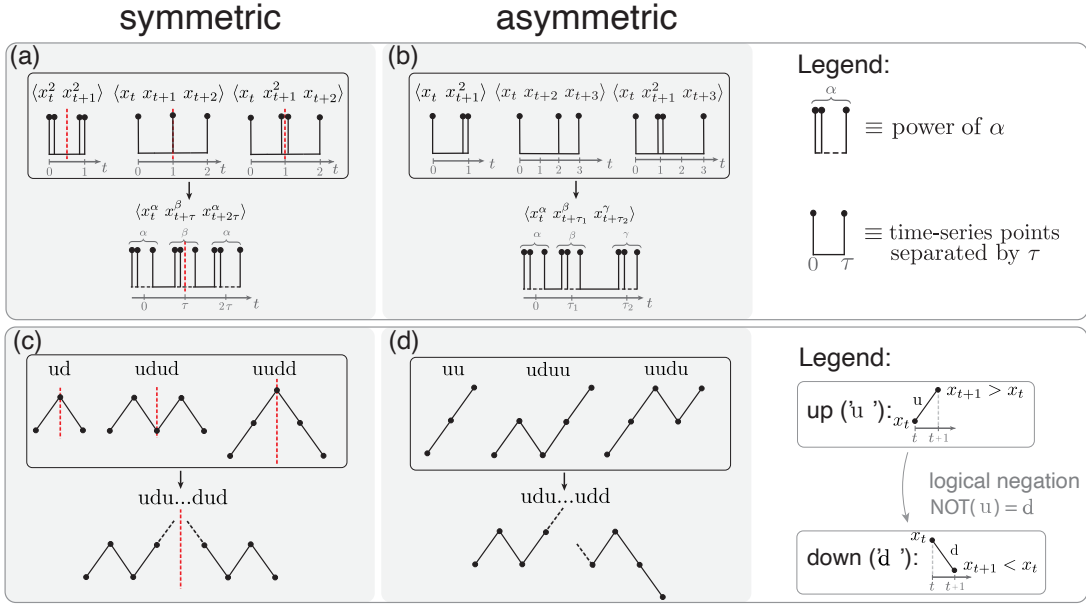 symmetric
asymmetric
(a)
⟨x_t^2 x_{t+1}^2⟩ ⟨x_t x_{t+1} x_{t+2}⟩ ⟨x_t x_{t+1}^2 x_{t+2}⟩
0 1 t 0 1 2 t 0 1 2 t
⟨x_t^α x_{t+τ}^β x_{t+2τ}^α⟩
α β α
0 τ 2τ t
(b)
⟨x_t x_{t+1}^2⟩ ⟨x_t x_{t+2} x_{t+3}⟩ ⟨x_t x_{t+1}^2 x_{t+3}⟩
0 1 t 0 1 2 3 t 0 1 2 3 t
⟨x_t^α x_{t+τ_1}^β x_{t+τ_2}^γ⟩
α β γ
0 τ_1 τ_2 t
Legend:
α
≡ power of α
0 τ
≡ time-series points
separated by τ
(c)
ud udud uudd
udu...dud
(d)
uu uduu uudu
udu...udd
Legend:
up ('u '):
u
x_t
x_{t+1} > x_t
t t+1
logical negation
NOT(u) = d
down ('d '):
x_t
d
x_{t+1} < x_t
t t+1